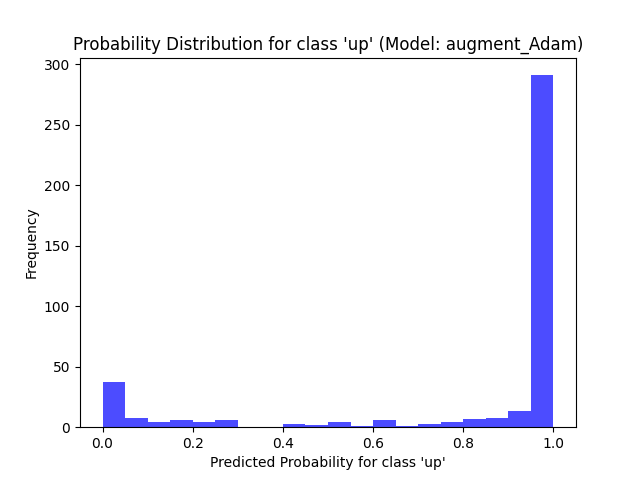 Probability Distribution for class 'up' (Model: augment_Adam)
300
250
200
150
100
50
0
Frequency
0.0 0.2 0.4 0.6 0.8 1.0
Predicted Probability for class 'up'